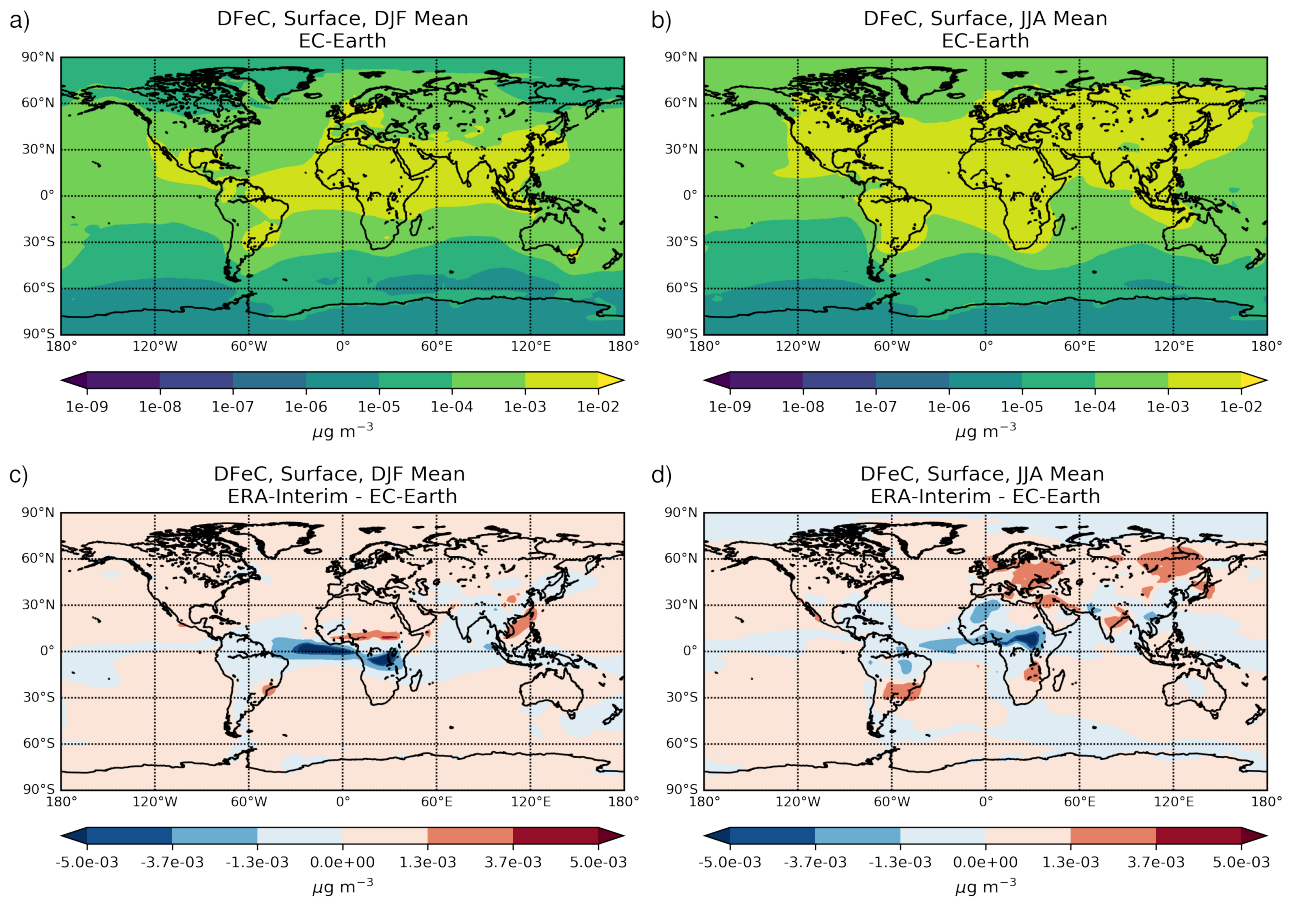 a)
DFeC, Surface, DJF Mean
EC-Earth
90°N
60°N
30°N
0°
30°S
60°S
90°S
180° 120°W 60°W 0° 60°E 120°E 180°
1e-09 1e-08 1e-07 1e-06 1e-05 1e-04 1e-03 1e-02
μg m⁻³
b)
DFeC, Surface, JJA Mean
EC-Earth
90°N
60°N
30°N
0°
30°S
60°S
90°S
180° 120°W 60°W 0° 60°E 120°E 180°
1e-09 1e-08 1e-07 1e-06 1e-05 1e-04 1e-03 1e-02
μg m⁻³
c)
DFeC, Surface, DJF Mean
ERA-Interim - EC-Earth
90°N
60°N
30°N
0°
30°S
60°S
90°S
180° 120°W 60°W 0° 60°E 120°E 180°
-5.0e-03 -3.7e-03 -1.3e-03 0.0e+00 1.3e-03 3.7e-03 5.0e-03
μg m⁻³
d)
DFeC, Surface, JJA Mean
ERA-Interim - EC-Earth
90°N
60°N
30°N
0°
30°S
60°S
90°S
180° 120°W 60°W 0° 60°E 120°E 180°
-5.0e-03 -3.7e-03 -1.3e-03 0.0e+00 1.3e-03 3.7e-03 5.0e-03
μg m⁻³